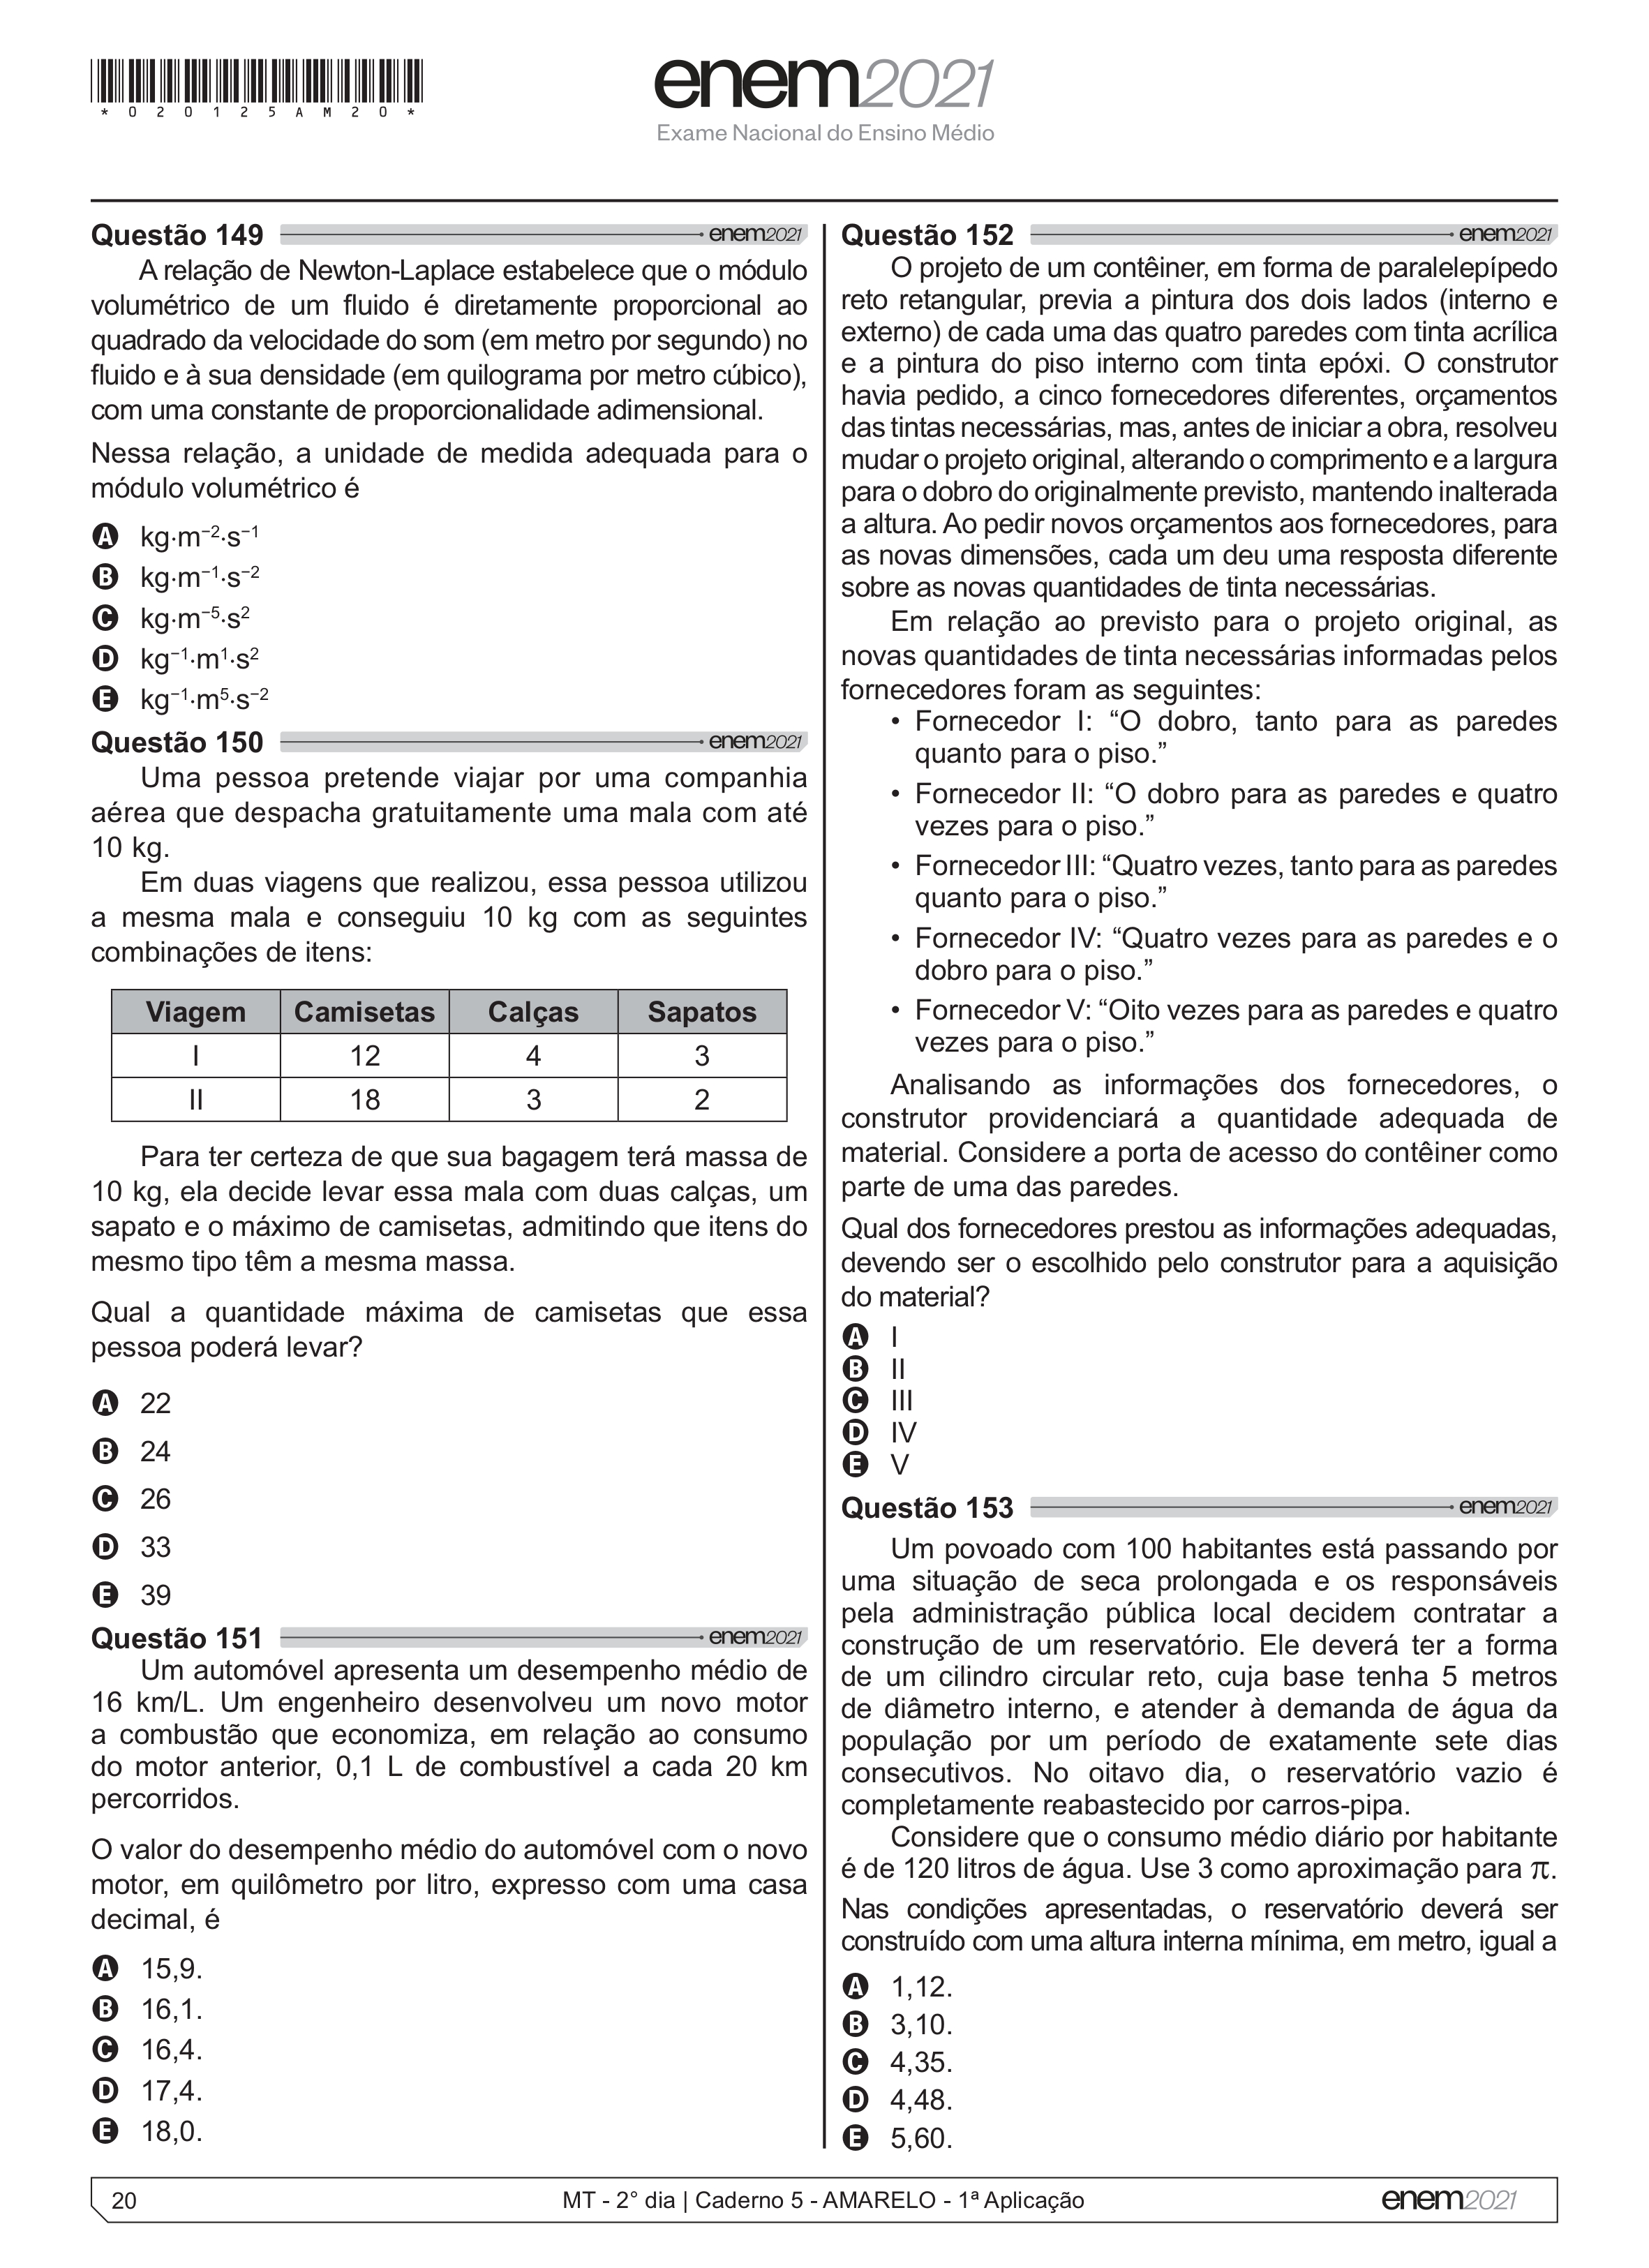 *020125AM20*
enem2021
Exame Nacional do Ensino Médio
Questão 149 enem2021
A relação de Newton-Laplace estabelece que o módulo
volumétrico de um fluido é diretamente proporcional ao
quadrado da velocidade do som (em metro por segundo) no
fluido e à sua densidade (em quilograma por metro cúbico),
com uma constante de proporcionalidade adimensional.
Nessa relação, a unidade de medida adequada para o
módulo volumétrico é
A kg·m⁻²·s⁻¹
B kg·m⁻¹·s⁻²
C kg·m⁻⁵·s²
D kg⁻¹·m¹·s²
E kg⁻¹·m⁵·s⁻²
Questão 150 enem2021
Uma pessoa pretende viajar por uma companhia
aérea que despacha gratuitamente uma mala com até
10 kg.
Em duas viagens que realizou, essa pessoa utilizou
a mesma mala e conseguiu 10 kg com as seguintes
combinações de itens:
Viagem Camisetas Calças Sapatos
I 12 4 3
II 18 3 2
Para ter certeza de que sua bagagem terá massa de
10 kg, ela decide levar essa mala com duas calças, um
sapato e o máximo de camisetas, admitindo que itens do
mesmo tipo têm a mesma massa.
Qual a quantidade máxima de camisetas que essa
pessoa poderá levar?
A 22
B 24
C 26
D 33
E 39
Questão 151 enem2021
Um automóvel apresenta um desempenho médio de
16 km/L. Um engenheiro desenvolveu um novo motor
a combustão que economiza, em relação ao consumo
do motor anterior, 0,1 L de combustível a cada 20 km
percorridos.
O valor do desempenho médio do automóvel com o novo
motor, em quilômetro por litro, expresso com uma casa
decimal, é
A 15,9.
B 16,1.
C 16,4.
D 17,4.
E 18,0.
Questão 152 enem2021
O projeto de um contêiner, em forma de paralelepípedo
reto retangular, previa a pintura dos dois lados (interno e
externo) de cada uma das quatro paredes com tinta acrílica
e a pintura do piso interno com tinta epóxi. O construtor
havia pedido, a cinco fornecedores diferentes, orçamentos
das tintas necessárias, mas, antes de iniciar a obra, resolveu
mudar o projeto original, alterando o comprimento e a largura
para o dobro do originalmente previsto, mantendo inalterada
a altura. Ao pedir novos orçamentos aos fornecedores, para
as novas dimensões, cada um deu uma resposta diferente
sobre as novas quantidades de tinta necessárias.
Em relação ao previsto para o projeto original, as
novas quantidades de tinta necessárias informadas pelos
fornecedores foram as seguintes:
• Fornecedor I: “O dobro, tanto para as paredes
quanto para o piso.”
• Fornecedor II: “O dobro para as paredes e quatro
vezes para o piso.”
• Fornecedor III: “Quatro vezes, tanto para as paredes
quanto para o piso.”
• Fornecedor IV: “Quatro vezes para as paredes e o
dobro para o piso.”
• Fornecedor V: “Oito vezes para as paredes e quatro
vezes para o piso.”
Analisando as informações dos fornecedores, o
construtor providenciará a quantidade adequada de
material. Considere a porta de acesso do contêiner como
parte de uma das paredes.
Qual dos fornecedores prestou as informações adequadas,
devendo ser o escolhido pelo construtor para a aquisição
do material?
A I
B II
C III
D IV
E V
Questão 153 enem2021
Um povoado com 100 habitantes está passando por
uma situação de seca prolongada e os responsáveis
pela administração pública local decidem contratar a
construção de um reservatório. Ele deverá ter a forma
de um cilindro circular reto, cuja base tenha 5 metros
de diâmetro interno, e atender à demanda de água da
população por um período de exatamente sete dias
consecutivos. No oitavo dia, o reservatório vazio é
completamente reabastecido por carros-pipa.
Considere que o consumo médio diário por habitante
é de 120 litros de água. Use 3 como aproximação para π.
Nas condições apresentadas, o reservatório deverá ser
construído com uma altura interna mínima, em metro, igual a
A 1,12.
B 3,10.
C 4,35.
D 4,48.
E 5,60.
20 MT - 2° dia | Caderno 5 - AMARELO - 1ª Aplicação enem2021